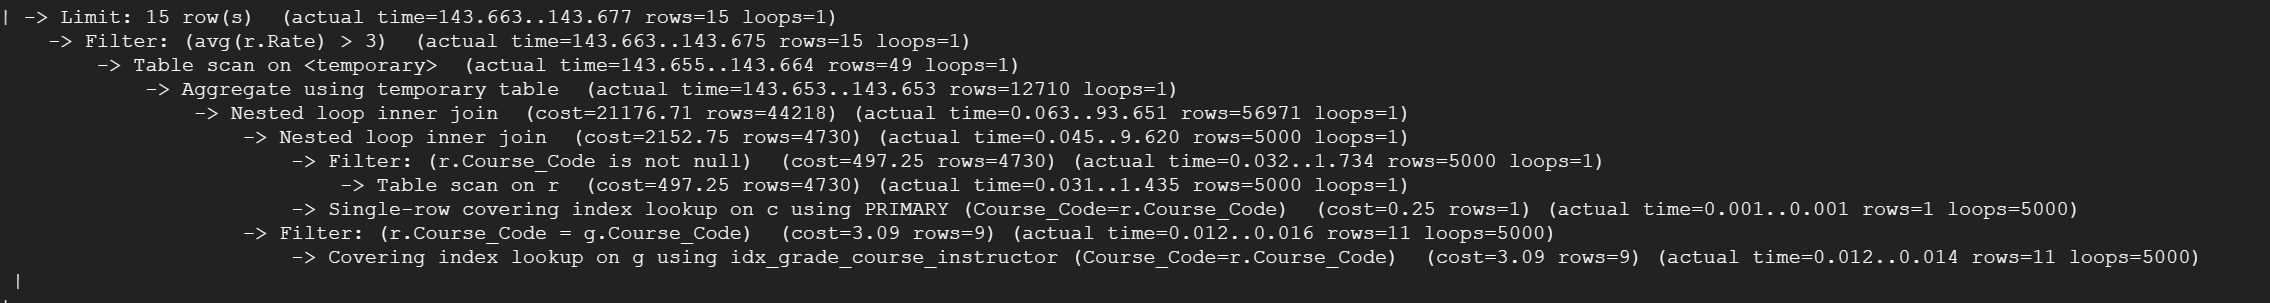 | -> Limit: 15 row(s)  (actual time=143.663..143.677 rows=15 loops=1)
    -> Filter: (avg(r.Rate) > 3)  (actual time=143.663..143.675 rows=15 loops=1)
        -> Table scan on <temporary>  (actual time=143.655..143.664 rows=49 loops=1)
            -> Aggregate using temporary table  (actual time=143.653..143.653 rows=12710 loops=1)
                -> Nested loop inner join  (cost=21176.71 rows=44218) (actual time=0.063..93.651 rows=56971 loops=1)
                    -> Nested loop inner join  (cost=2152.75 rows=4730) (actual time=0.045..9.620 rows=5000 loops=1)
                        -> Filter: (r.Course_Code is not null)  (cost=497.25 rows=4730) (actual time=0.032..1.734 rows=5000 loops=1)
                            -> Table scan on r  (cost=497.25 rows=4730) (actual time=0.031..1.435 rows=5000 loops=1)
                        -> Single-row covering index lookup on c using PRIMARY (Course_Code=r.Course_Code)  (cost=0.25 rows=1) (actual time=0.001..0.001 rows=1 loops=5000)
                    -> Filter: (r.Course_Code = g.Course_Code)  (cost=3.09 rows=9) (actual time=0.012..0.016 rows=11 loops=5000)
                        -> Covering index lookup on g using idx_grade_course_instructor (Course_Code=r.Course_Code)  (cost=3.09 rows=9) (actual time=0.012..0.014 rows=11 loops=5000)
 |